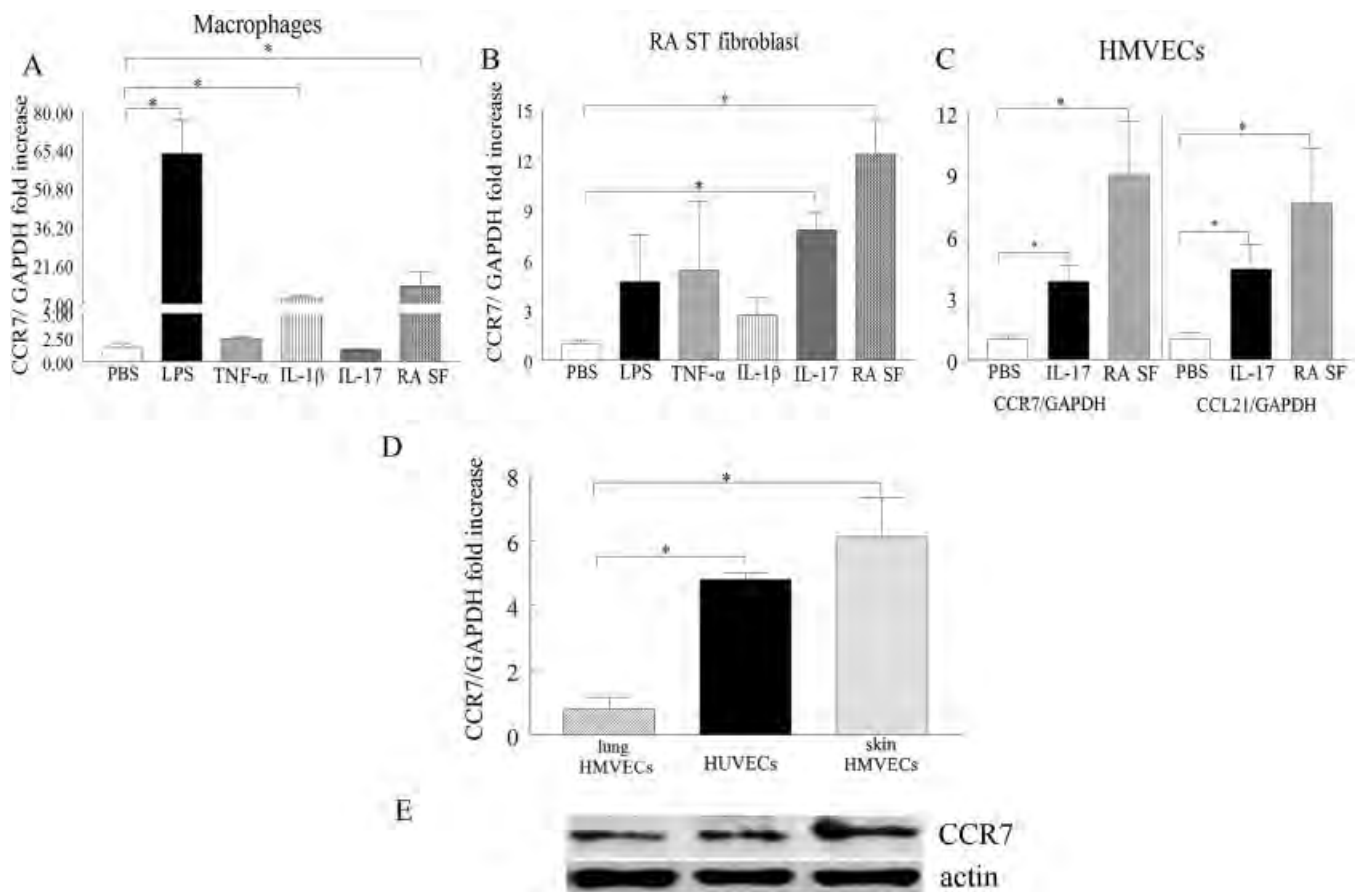 Macrophages
A
CCR7/ GAPDH fold increase
80.00
65.40
50.80
36.20
21.60
7.00
4.00
2.50
0.00
*
*
*
PBS LPS TNF-α IL-1β IL-17 RA SF
RA ST fibroblast
B
CCR7/ GAPDH fold increase
15
12
9
6
3
0
*
*
PBS LPS TNF-α IL-1β IL-17 RA SF
HMVECs
C
12
9
6
3
0
*
*
*
*
PBS IL-17 RA SF PBS IL-17 RA SF
CCR7/GAPDH CCL21/GAPDH
D
CCR7/GAPDH fold increase
8
6
4
2
0
*
*
lung HUVECs skin
HMVECs HMVECs
E
CCR7
actin